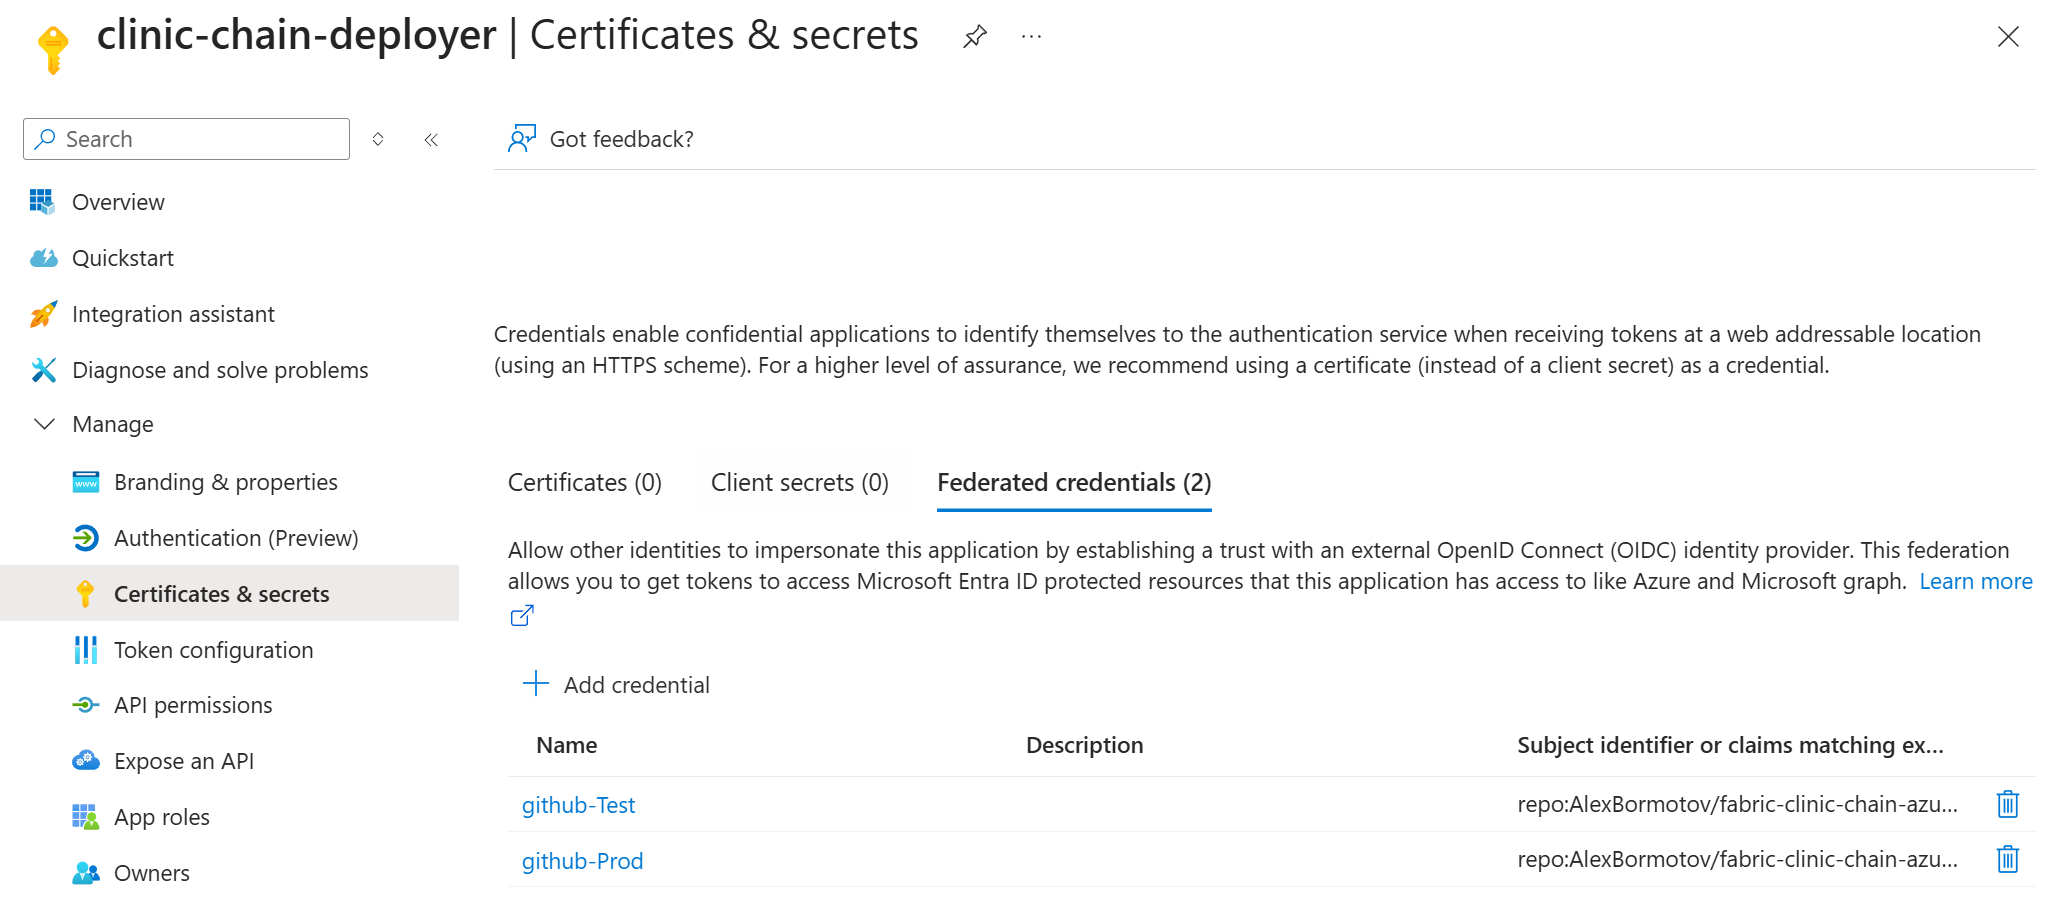 clinic-chain-deployer | Certificates & secrets
Search
Got feedback?
Overview
Quickstart
Integration assistant
Diagnose and solve problems
Manage
Branding & properties
Authentication (Preview)
Certificates & secrets
Token configuration
API permissions
Expose an API
App roles
Owners
Credentials enable confidential applications to identify themselves to the authentication service when receiving tokens at a web addressable location
(using an HTTPS scheme). For a higher level of assurance, we recommend using a certificate (instead of a client secret) as a credential.
Certificates (0) Client secrets (0) Federated credentials (2)
Allow other identities to impersonate this application by establishing a trust with an external OpenID Connect (OIDC) identity provider. This federation
allows you to get tokens to access Microsoft Entra ID protected resources that this application has access to like Azure and Microsoft graph. Learn more
Add credential
Name Description Subject identifier or claims matching ex...
github-Test repo:AlexBormotov/fabric-clinic-chain-azu...
github-Prod repo:AlexBormotov/fabric-clinic-chain-azu...